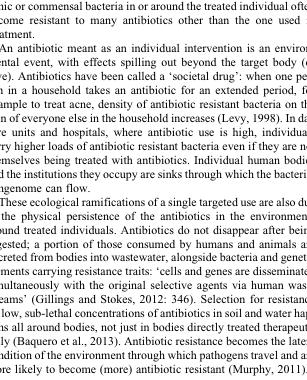 ic or commensal bacteria in or around the treated individual ofte
come resistant to many antibiotics other than the one used
atment.
An antibiotic meant as an individual intervention is an environ
ental event, with effects spilling out beyond the target body (
ve). Antibiotics have been called a ‘societal drug’: when one pe
n in a household takes an antibiotic for an extended period, f
ample to treat acne, density of antibiotic resistant bacteria on th
n of everyone else in the household increases (Levy, 1998). In da
re units and hospitals, where antibiotic use is high, individua
rry higher loads of antibiotic resistant bacteria even if they are n
emselves being treated with antibiotics. Individual human bodie
d the institutions they occupy are sinks through which the bacteri
ngenome can flow.
These ecological ramifications of a single targeted use are also du
the physical persistence of the antibiotics in the environmen
ound treated individuals. Antibiotics do not disappear after bein
gested; a portion of those consumed by humans and animals a
creted from bodies into wastewater, alongside bacteria and genet
ements carrying resistance traits: ‘cells and genes are disseminate
multaneously with the original selective agents via human was
eams’ (Gillings and Stokes, 2012: 346). Selection for resistanc
low, sub-lethal concentrations of antibiotics in soil and water hap
ns all around bodies, not just in bodies directly treated therapeut
ly (Baquero et al., 2013). Antibiotic resistance becomes the late
ndition of the environment through which pathogens travel and a
ore likely to become (more) antibiotic resistant (Murphy, 2011).